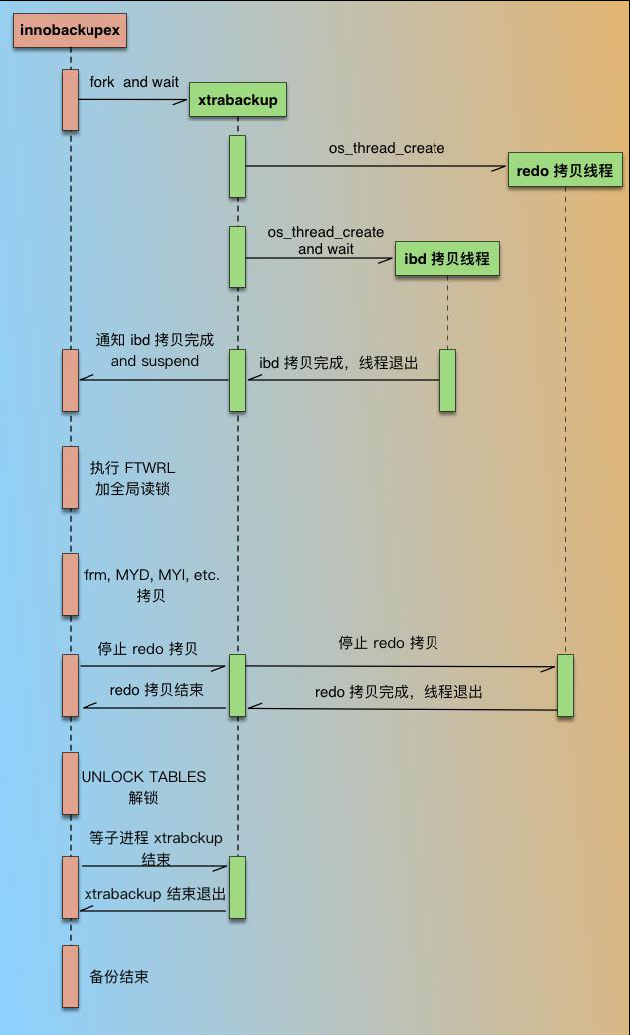 innobackupex
fork and wait
xtrabackup
os_thread_create
redo 拷贝线程
os_thread_create
and wait
ibd 拷贝线程
通知 ibd 拷贝完成
and suspend
ibd 拷贝完成，线程退出
执行 FTWRL
加全局读锁
frm, MYD, MYI, etc.
拷贝
停止 redo 拷贝
停止 redo 拷贝
redo 拷贝结束
redo 拷贝完成，线程退出
UNLOCK TABLES
解锁
等子进程 xtrabckup
结束
xtrabackup 结束退出
备份结束